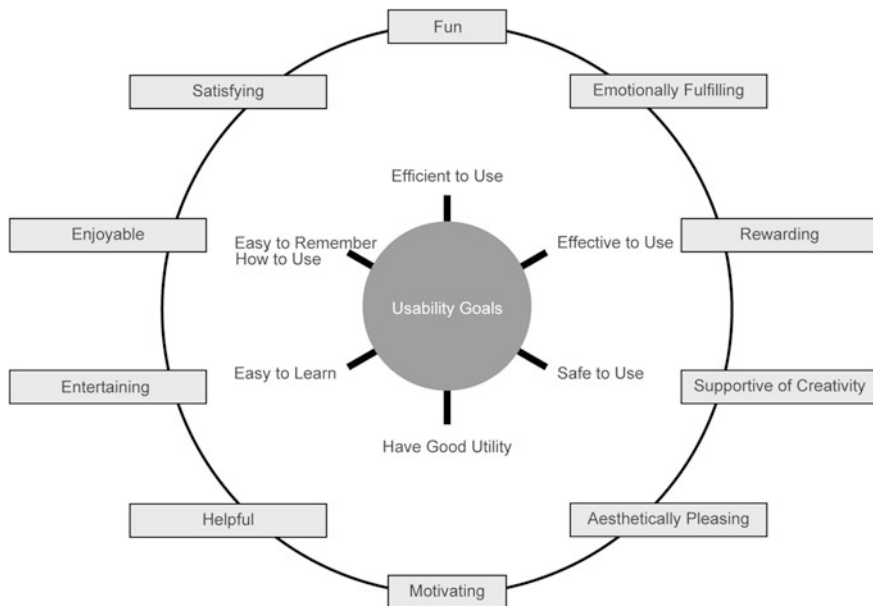 Fun
Satisfying
Emotionally Fulfilling
Efficient to Use
Enjoyable
Easy to Remember
How to Use
Effective to Use
Rewarding
Usability Goals
Entertaining
Easy to Learn
Safe to Use
Supportive of Creativity
Have Good Utility
Helpful
Aesthetically Pleasing
Motivating